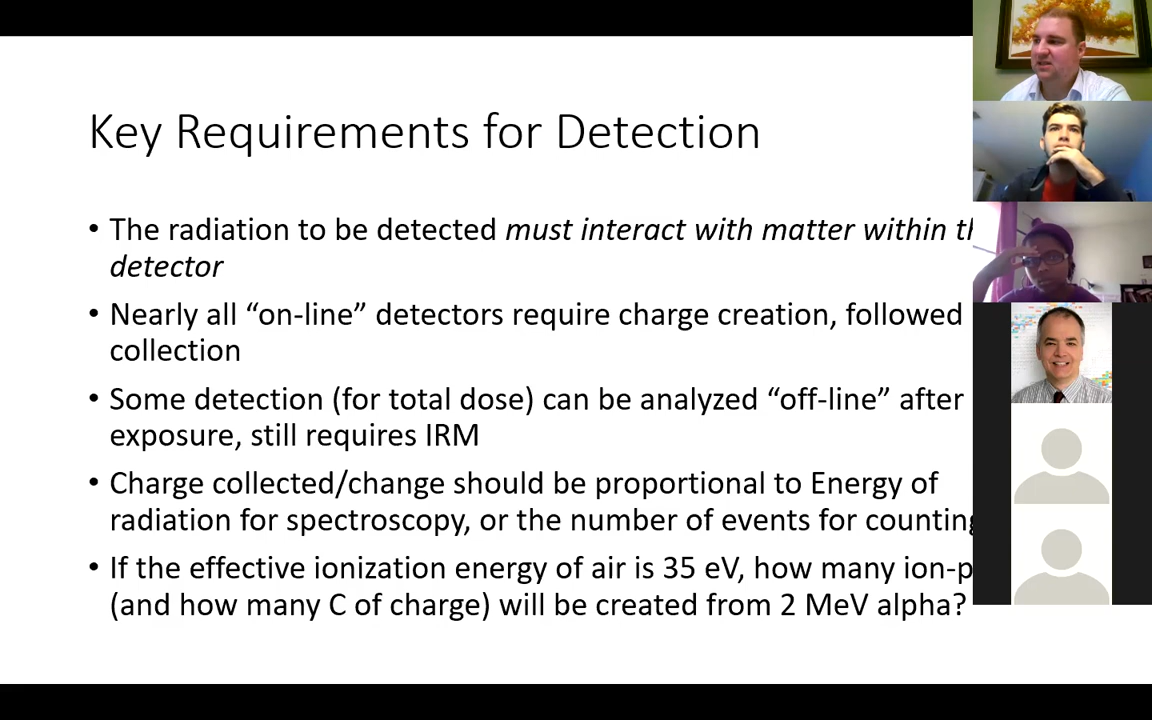 Key Requirements for Detection
• The radiation to be detected must interact with matter within
detector
• Nearly all “on-line” detectors require charge creation, followed
collection
• Some detection (for total dose) can be analyzed “off-line” after
exposure, still requires IRM
• Charge collected/change should be proportional to Energy of
radiation for spectroscopy, or the number of events for counting
• If the effective ionization energy of air is 35 eV, how many
(and how many C of charge) will be created from 2 MeV alpha?